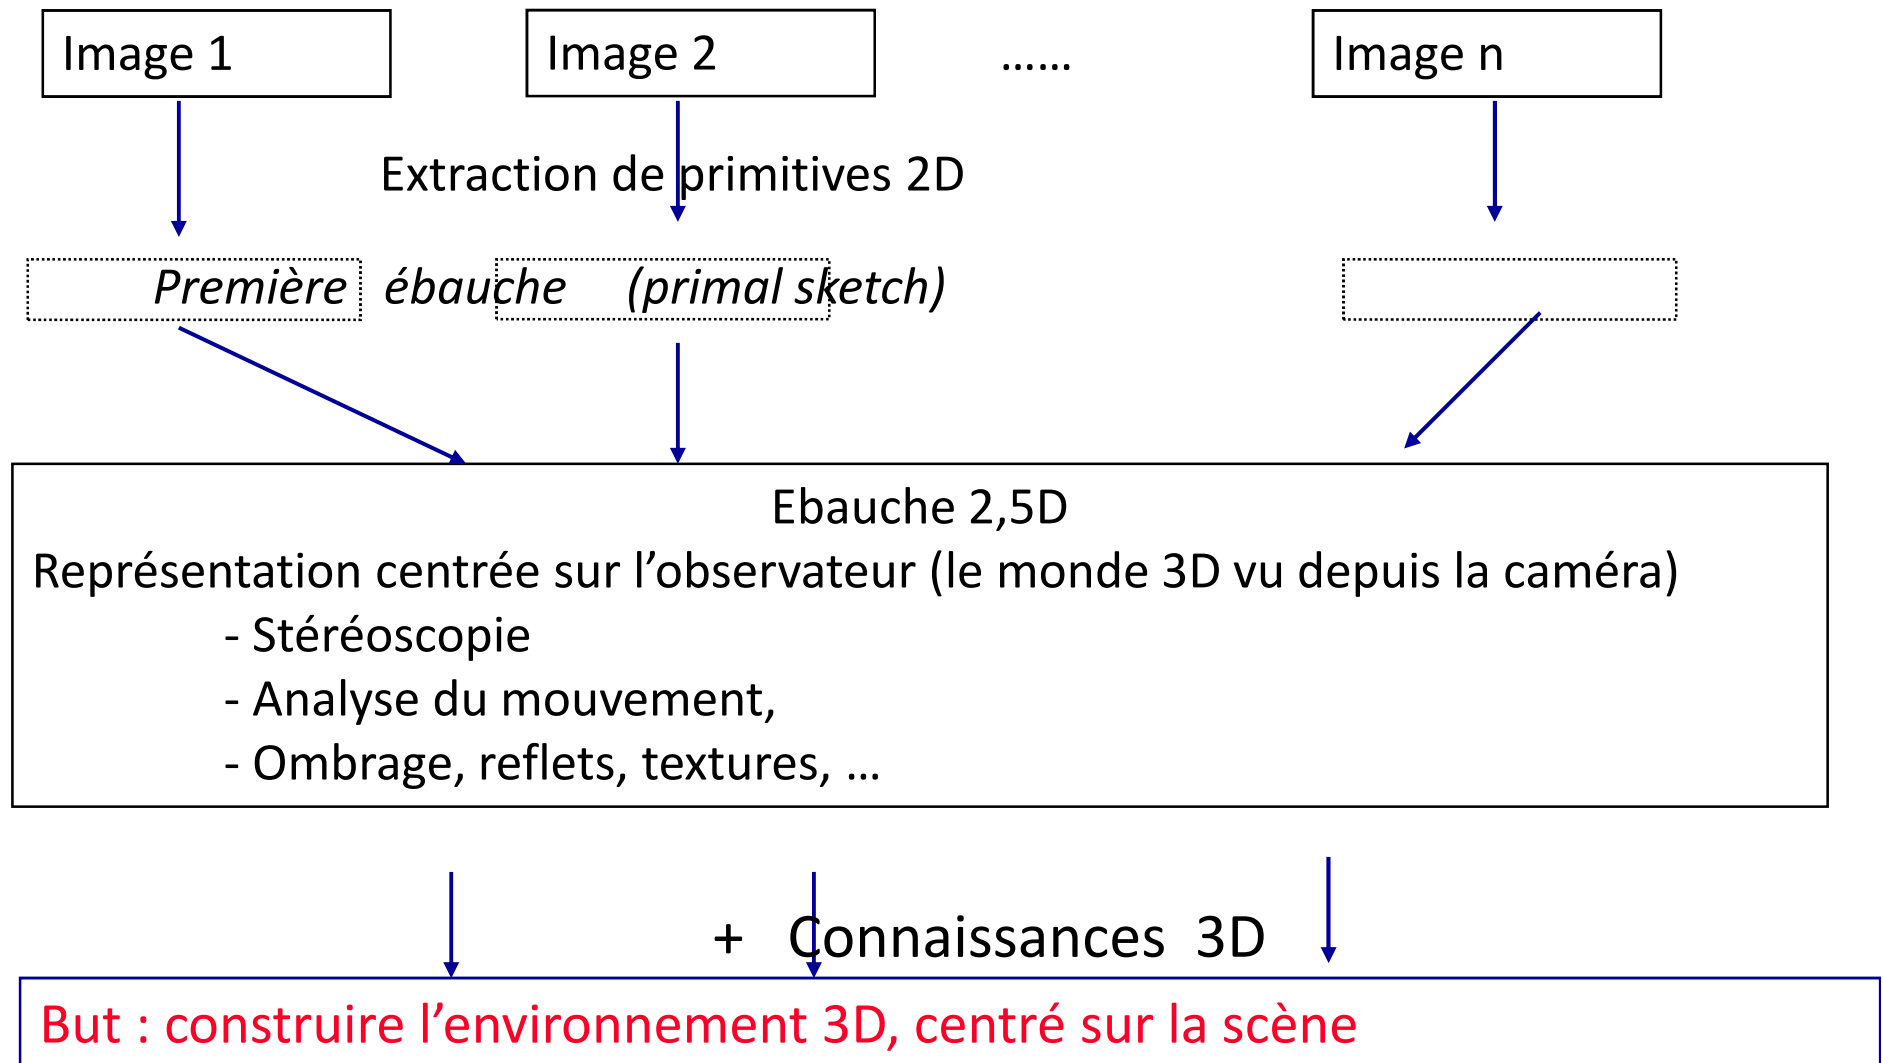 Image 1 Image 2 …… Image n
Extraction de primitives 2D
Première ébauche (primal sketch)
Ebauche 2,5D
Représentation centrée sur l’observateur (le monde 3D vu depuis la caméra)
- Stéréoscopie
- Analyse du mouvement,
- Ombrage, reflets, textures, …
+ Connaissances 3D
But : construire l’environnement 3D, centré sur la scène